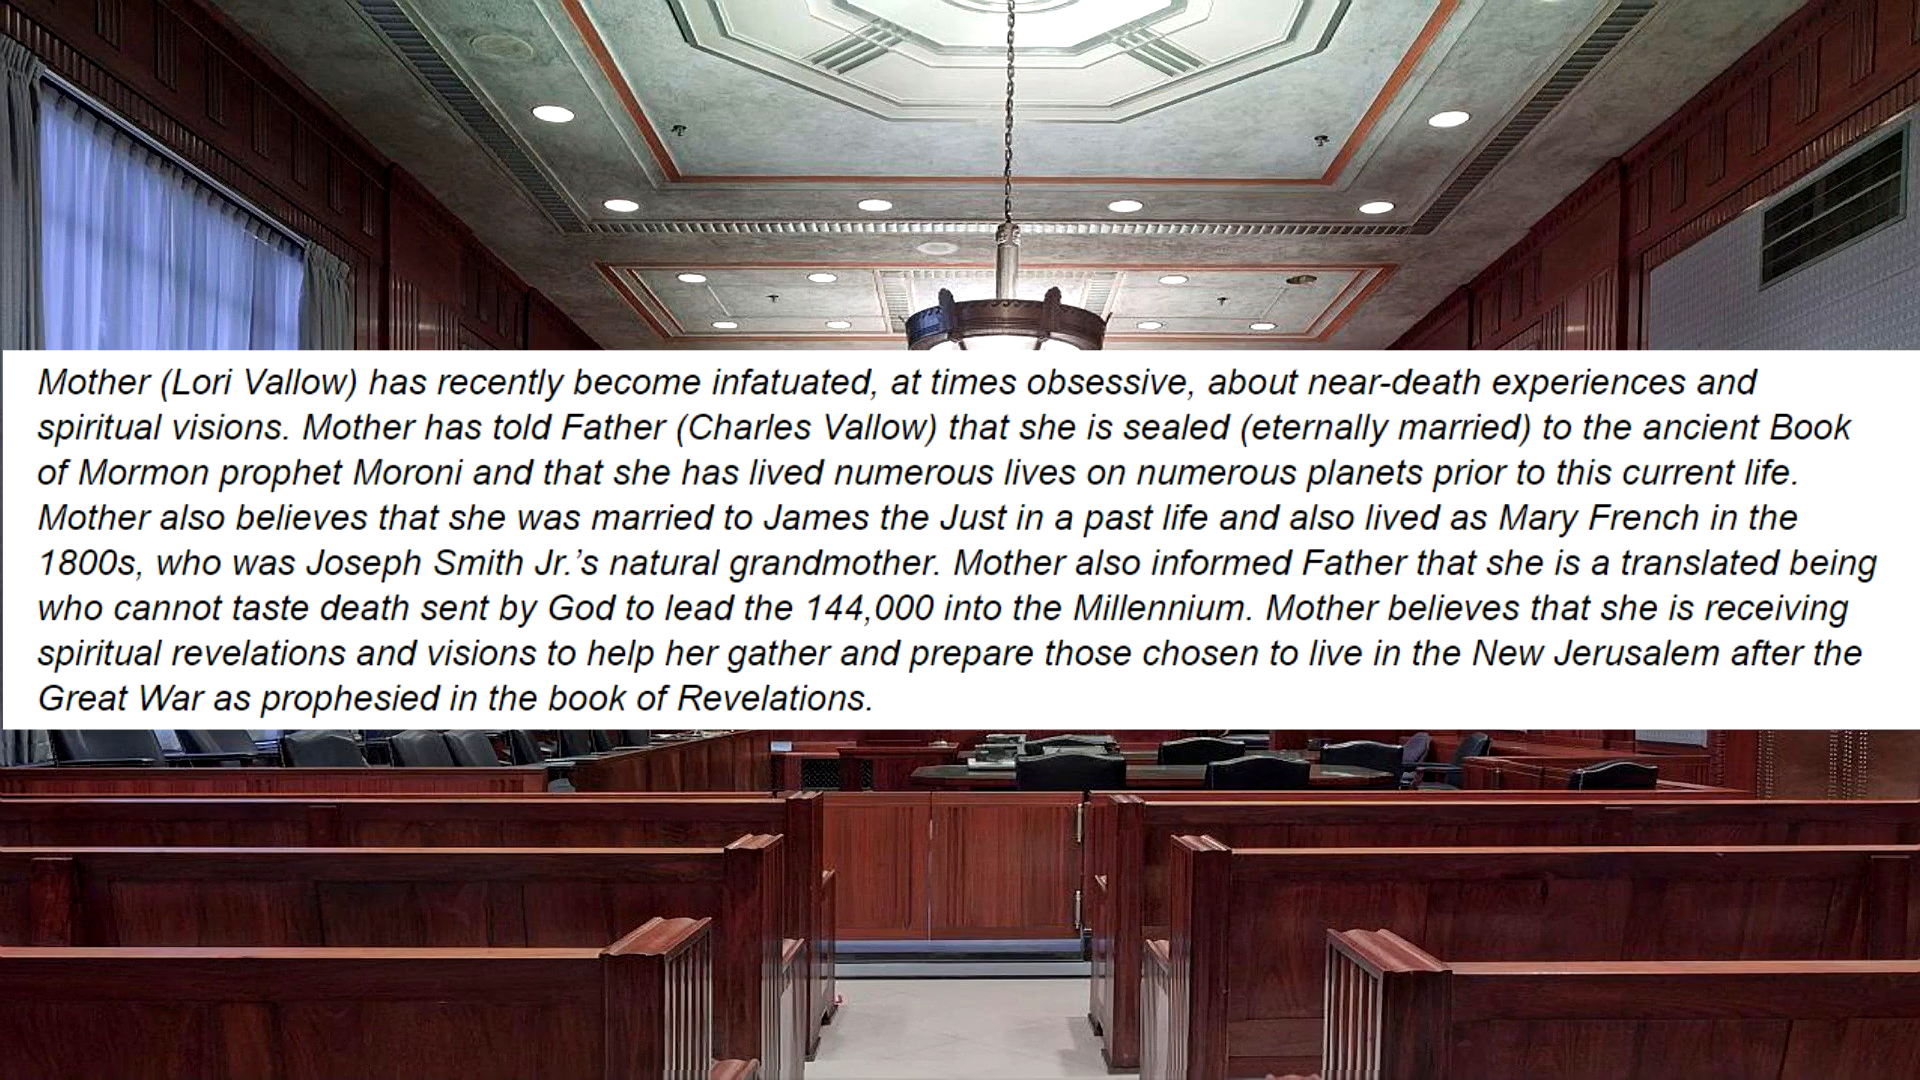 Mother (Lori Vallow) has recently become infatuated, at times obsessive, about near-death experiences and
spiritual visions. Mother has told Father (Charles Vallow) that she is sealed (eternally married) to the ancient Book
of Mormon prophet Moroni and that she has lived numerous lives on numerous planets prior to this current life.
Mother also believes that she was married to James the Just in a past life and also lived as Mary French in the
1800s, who was Joseph Smith Jr.'s natural grandmother. Mother also informed Father that she is a translated being
who cannot taste death sent by God to lead the 144,000 into the Millennium. Mother believes that she is receiving
spiritual revelations and visions to help her gather and prepare those chosen to live in the New Jerusalem after the
Great War as prophesied in the book of Revelations.